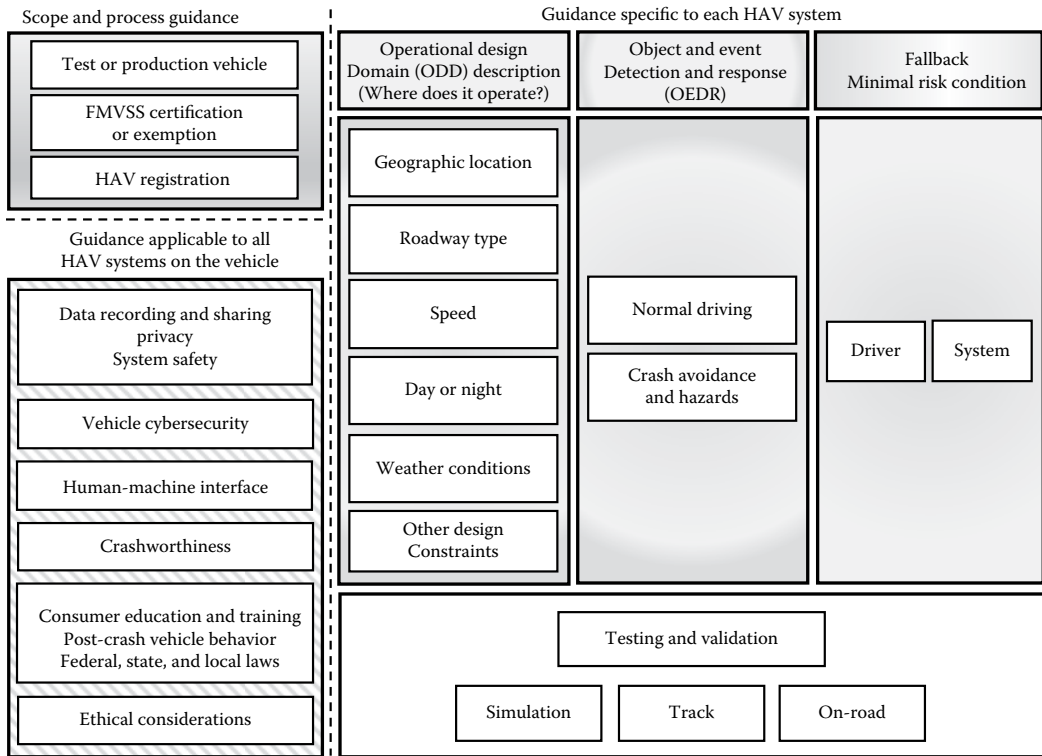 Scope and process guidance
Test or production vehicle
FMVSS certification
or exemption
HAV registration
Guidance applicable to all
HAV systems on the vehicle
Data recording and sharing
privacy
System safety
Vehicle cybersecurity
Human-machine interface
Crashworthiness
Consumer education and training
Post-crash vehicle behavior
Federal, state, and local laws
Ethical considerations
Guidance specific to each HAV system
Operational design
Domain (ODD) description
(Where does it operate?)
Geographic location
Roadway type
Speed
Day or night
Weather conditions
Other design
Constraints
Object and event
Detection and response
(OEDR)
Normal driving
Crash avoidance
and hazards
Fallback
Minimal risk condition
Driver
System
Testing and validation
Simulation
Track
On-road